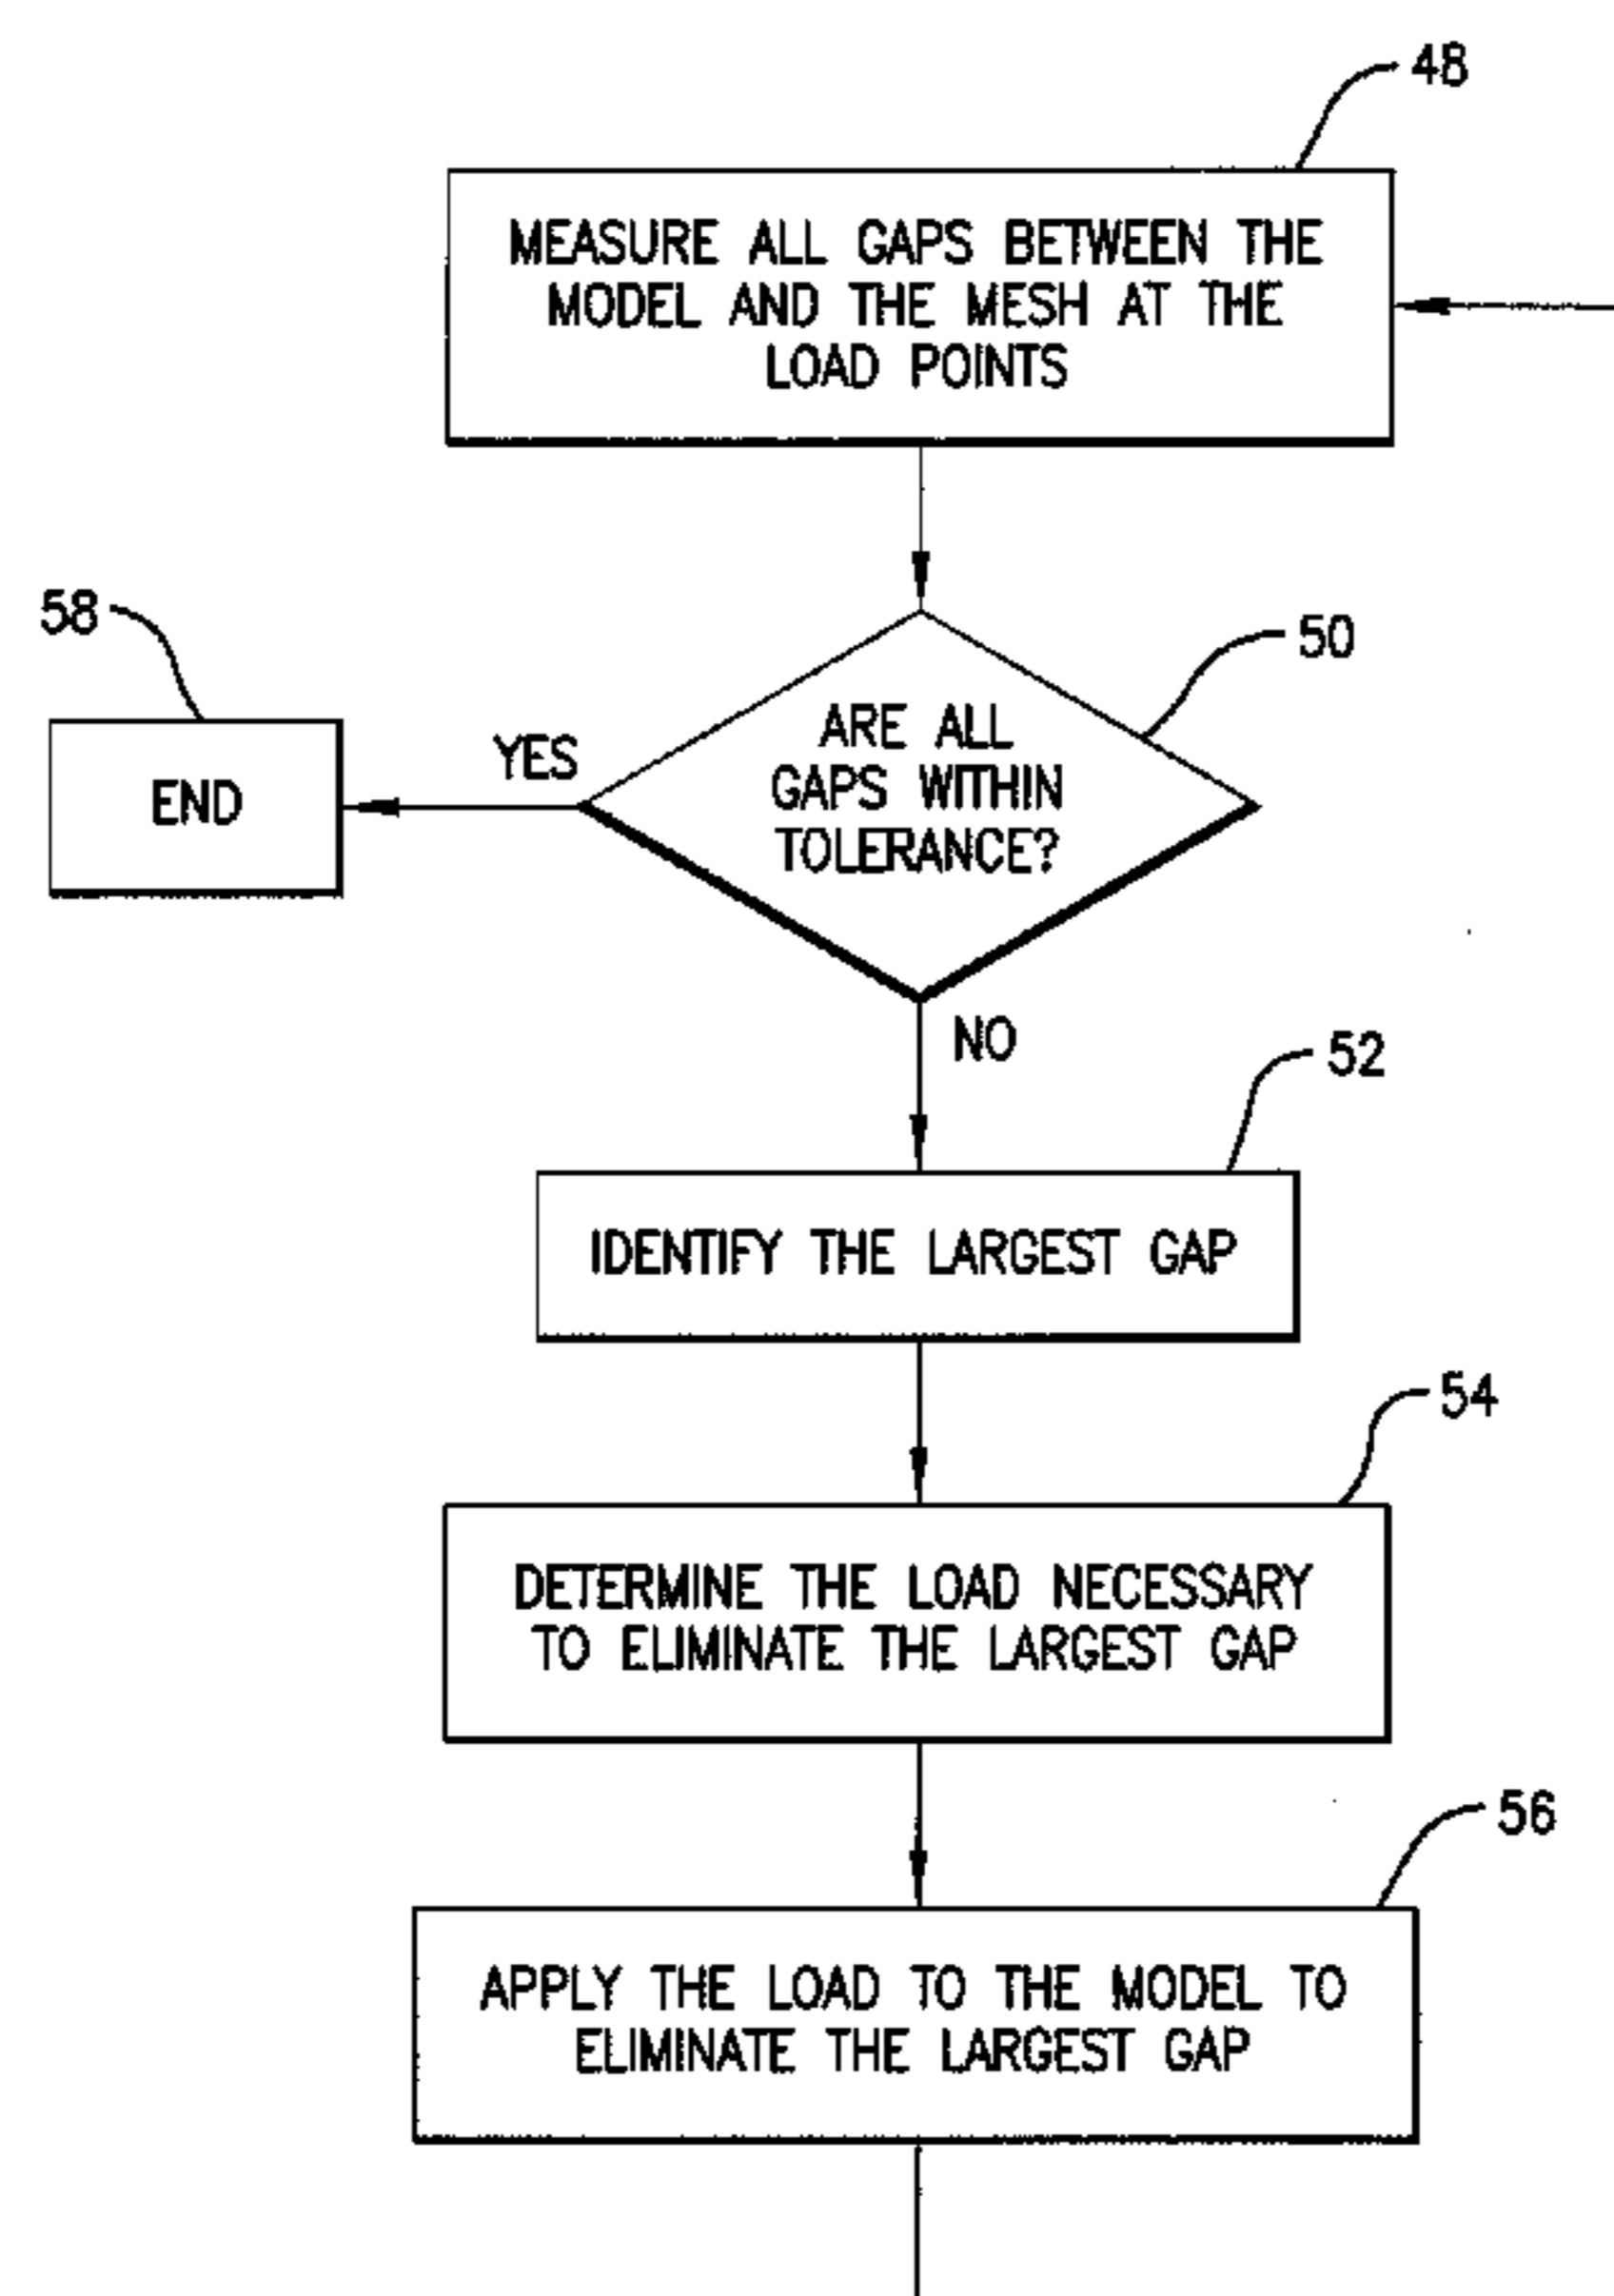 48
MEASURE ALL GAPS BETWEEN THE
MODEL AND THE MESH AT THE
LOAD POINTS
58
50
YES
ARE ALL
GAPS WITHIN
TOLERANCE?
END
NO
52
IDENTIFY THE LARGEST GAP
54
DETERMINE THE LOAD NECESSARY
TO ELIMINATE THE LARGEST GAP
56
APPLY THE LOAD TO THE MODEL TO
ELIMINATE THE LARGEST GAP